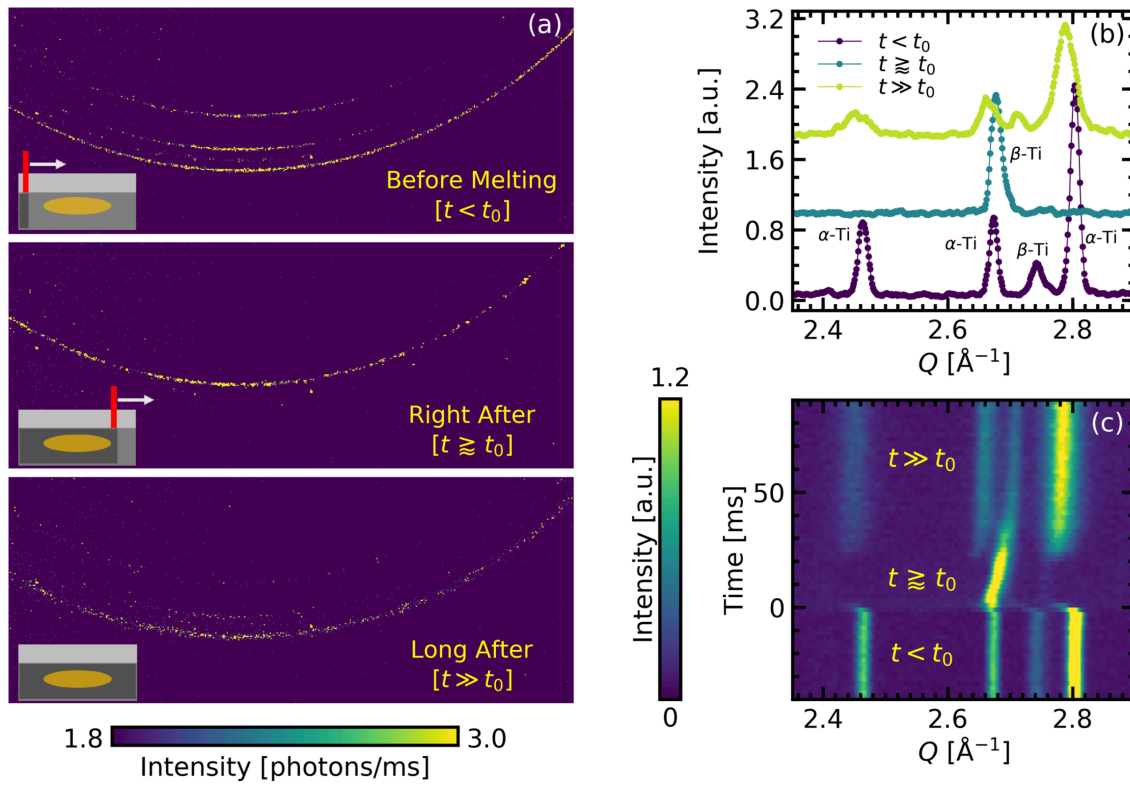 (a)
Before Melting
[t < t₀]
Right After
[t ⪌ t₀]
Long After
[t ≫ t₀]
1.8
3.0
Intensity [photons/ms]
(b)
t < t₀
t ⪌ t₀
t ≫ t₀
3.2
2.4
1.6
0.8
0.0
Intensity [a.u.]
β-Ti
α-Ti
α-Ti
β-Ti
α-Ti
2.4
2.6
2.8
Q [Å⁻¹]
1.2
0
Intensity [a.u.]
(c)
t ≫ t₀
t ⪌ t₀
t < t₀
50
0
Time [ms]
2.4
2.6
2.8
Q [Å⁻¹]